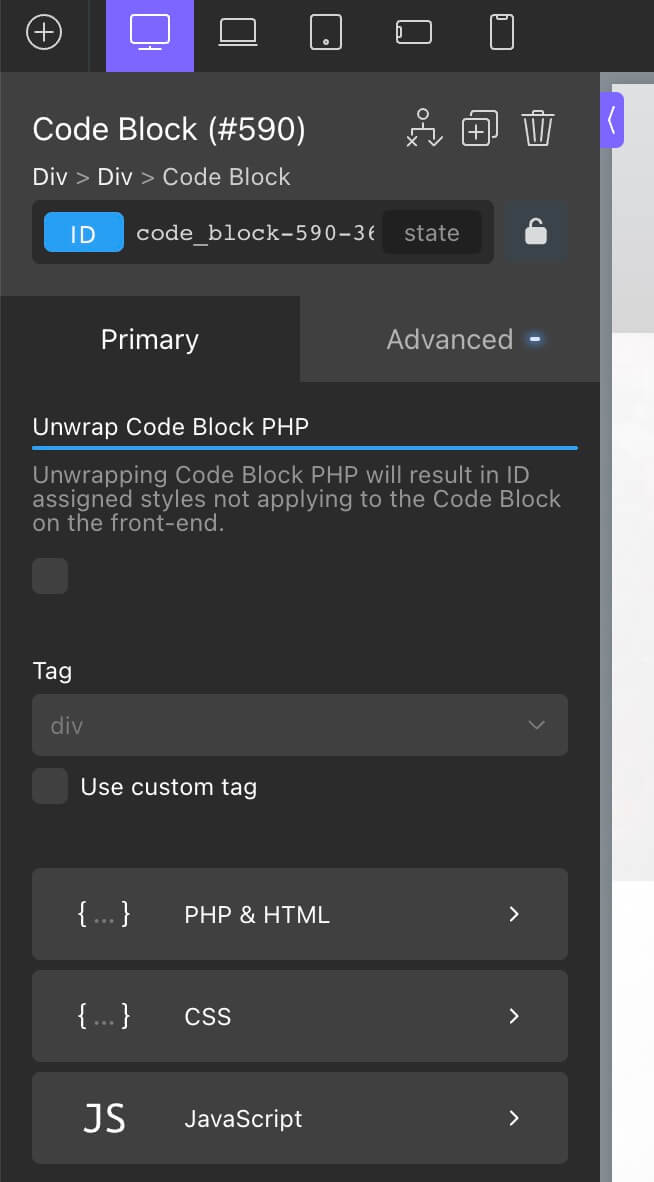 Code Block (#590)
Div > Div > Code Block
ID code_block-590-36 state
Primary Advanced
Unwrap Code Block PHP
Unwrapping Code Block PHP will result in ID
assigned styles not applying to the Code Block
on the front-end.
Tag
div
Use custom tag
{...} PHP & HTML
{...} CSS
JS JavaScript